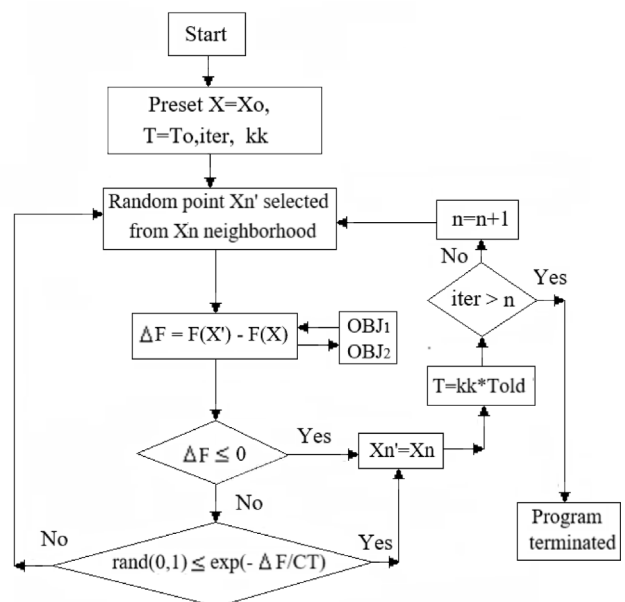 Start
Preset X=Xo,
T=To,iter, kk
Random point Xn' selected
from Xn neighborhood
n=n+1
No
Yes
iter > n
ΔF = F(X') - F(X)
OBJ1
OBJ2
T=kk*Told
ΔF ≤ 0
Yes
Xn'=Xn
No
Program
terminated
No
rand(0,1) ≤ exp(- ΔF/CT)
Yes